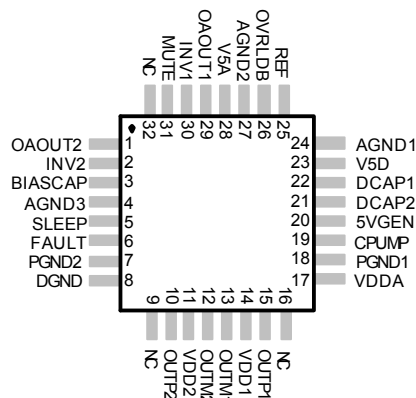 NC MUTE INV1 OAOUT1 V5A AGND2 OVRLDB REF
32 31 30 29 28 27 26 25
OAOUT2 1
INV2 2
BIASCAP 3
AGND3 4
SLEEP 5
FAULT 6
PGND2 7
DGND 8
24 AGND1
23 V5D
22 DCAP1
21 DCAP2
20 5VGEN
19 CPUMP
18 PGND1
17 VDDA
9 10 11 12 13 14 15 16
NC OUTP2 VDD2 OUTM2 OUTM1 VDD1 OUTP1 NC